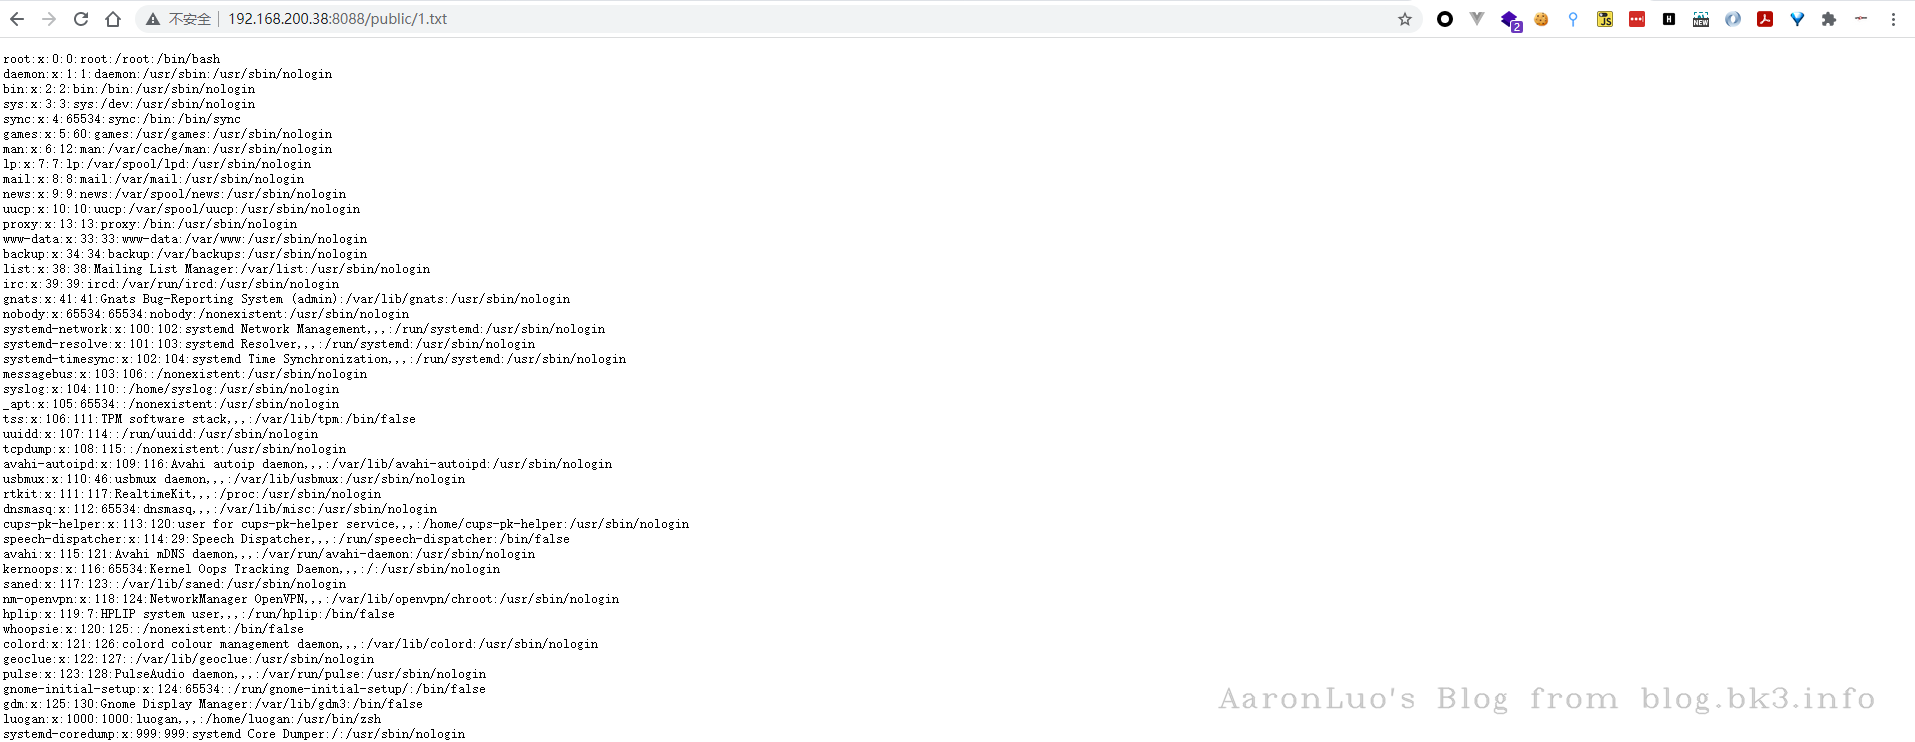 不安全 192.168.200.38:8088/public/1.txt
2
JS
H
NEW
root:x:0:0:root:/root:/bin/bash
daemon:x:1:1:daemon:/usr/sbin:/usr/sbin/nologin
bin:x:2:2:bin:/bin:/usr/sbin/nologin
sys:x:3:3:sys:/dev:/usr/sbin/nologin
sync:x:4:65534:sync:/bin:/bin/sync
games:x:5:60:games:/usr/games:/usr/sbin/nologin
man:x:6:12:man:/var/cache/man:/usr/sbin/nologin
lp:x:7:7:lp:/var/spool/lpd:/usr/sbin/nologin
mail:x:8:8:mail:/var/mail:/usr/sbin/nologin
news:x:9:9:news:/var/spool/news:/usr/sbin/nologin
uucp:x:10:10:uucp:/var/spool/uucp:/usr/sbin/nologin
proxy:x:13:13:proxy:/bin:/usr/sbin/nologin
www-data:x:33:33:www-data:/var/www:/usr/sbin/nologin
backup:x:34:34:backup:/var/backups:/usr/sbin/nologin
list:x:38:38:Mailing List Manager:/var/list:/usr/sbin/nologin
irc:x:39:39:ircd:/var/run/ircd:/usr/sbin/nologin
gnats:x:41:41:Gnats Bug-Reporting System (admin):/var/lib/gnats:/usr/sbin/nologin
nobody:x:65534:65534:nobody:/nonexistent:/usr/sbin/nologin
systemd-network:x:100:102:systemd Network Management,,,:/run/systemd:/usr/sbin/nologin
systemd-resolve:x:101:103:systemd Resolver,,,:/run/systemd:/usr/sbin/nologin
systemd-timesync:x:102:104:systemd Time Synchronization,,,:/run/systemd:/usr/sbin/nologin
messagebus:x:103:106::/nonexistent:/usr/sbin/nologin
syslog:x:104:110::/home/syslog:/usr/sbin/nologin
_apt:x:105:65534::/nonexistent:/usr/sbin/nologin
tss:x:106:111:TPM software stack,,,:/var/lib/tpm:/bin/false
uuidd:x:107:114::/run/uuidd:/usr/sbin/nologin
tcpdump:x:108:115::/nonexistent:/usr/sbin/nologin
avahi-autoipd:x:109:116:Avahi autoip daemon,,,:/var/lib/avahi-autoipd:/usr/sbin/nologin
usbmux:x:110:46:usbmux daemon,,,:/var/lib/usbmux:/usr/sbin/nologin
rtkit:x:111:117:RealtimeKit,,,:/proc:/usr/sbin/nologin
dnsmasq:x:112:65534:dnsmasq,,,:/var/lib/misc:/usr/sbin/nologin
cups-pk-helper:x:113:120:user for cups-pk-helper service,,,:/home/cups-pk-helper:/usr/sbin/nologin
speech-dispatcher:x:114:29:Speech Dispatcher,,,:/run/speech-dispatcher:/bin/false
avahi:x:115:121:Avahi mDNS daemon,,,:/var/run/avahi-daemon:/usr/sbin/nologin
kernoops:x:116:65534:Kernel Oops Tracking Daemon,,,:/:/usr/sbin/nologin
saned:x:117:123::/var/lib/saned:/usr/sbin/nologin
nm-openvpn:x:118:124:NetworkManager OpenVPN,,,:/var/lib/openvpn/chroot:/usr/sbin/nologin
hplip:x:119:7:HPLIP system user,,,:/run/hplip:/bin/false
whoopsie:x:120:125::/nonexistent:/bin/false
colord:x:121:126:colord colour management daemon,,,:/var/lib/colord:/usr/sbin/nologin
geoclue:x:122:127::/var/lib/geoclue:/usr/sbin/nologin
pulse:x:123:128:PulseAudio daemon,,,:/var/run/pulse:/usr/sbin/nologin
gnome-initial-setup:x:124:65534::/run/gnome-initial-setup/:/bin/false
gdm:x:125:130:Gnome Display Manager:/var/lib/gdm3:/bin/false
luogan:x:1000:1000:luogan,,,:/home/luogan:/usr/bin/zsh
systemd-coredump:x:999:999:systemd Core Dumper:/:/usr/sbin/nologin
AaronLuo's Blog from blog.bk3.info